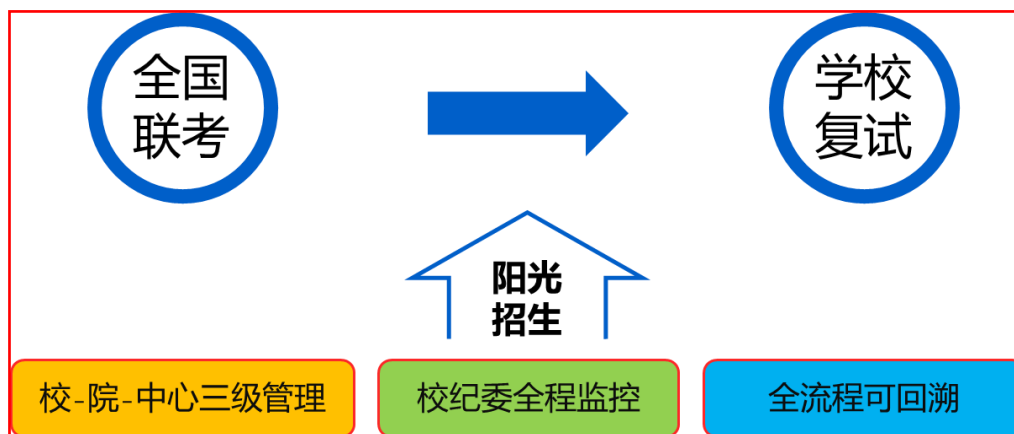 全国
联考
学校
复试
阳光
招生
校-院-中心三级管理
校纪委全程监控
全流程可回溯